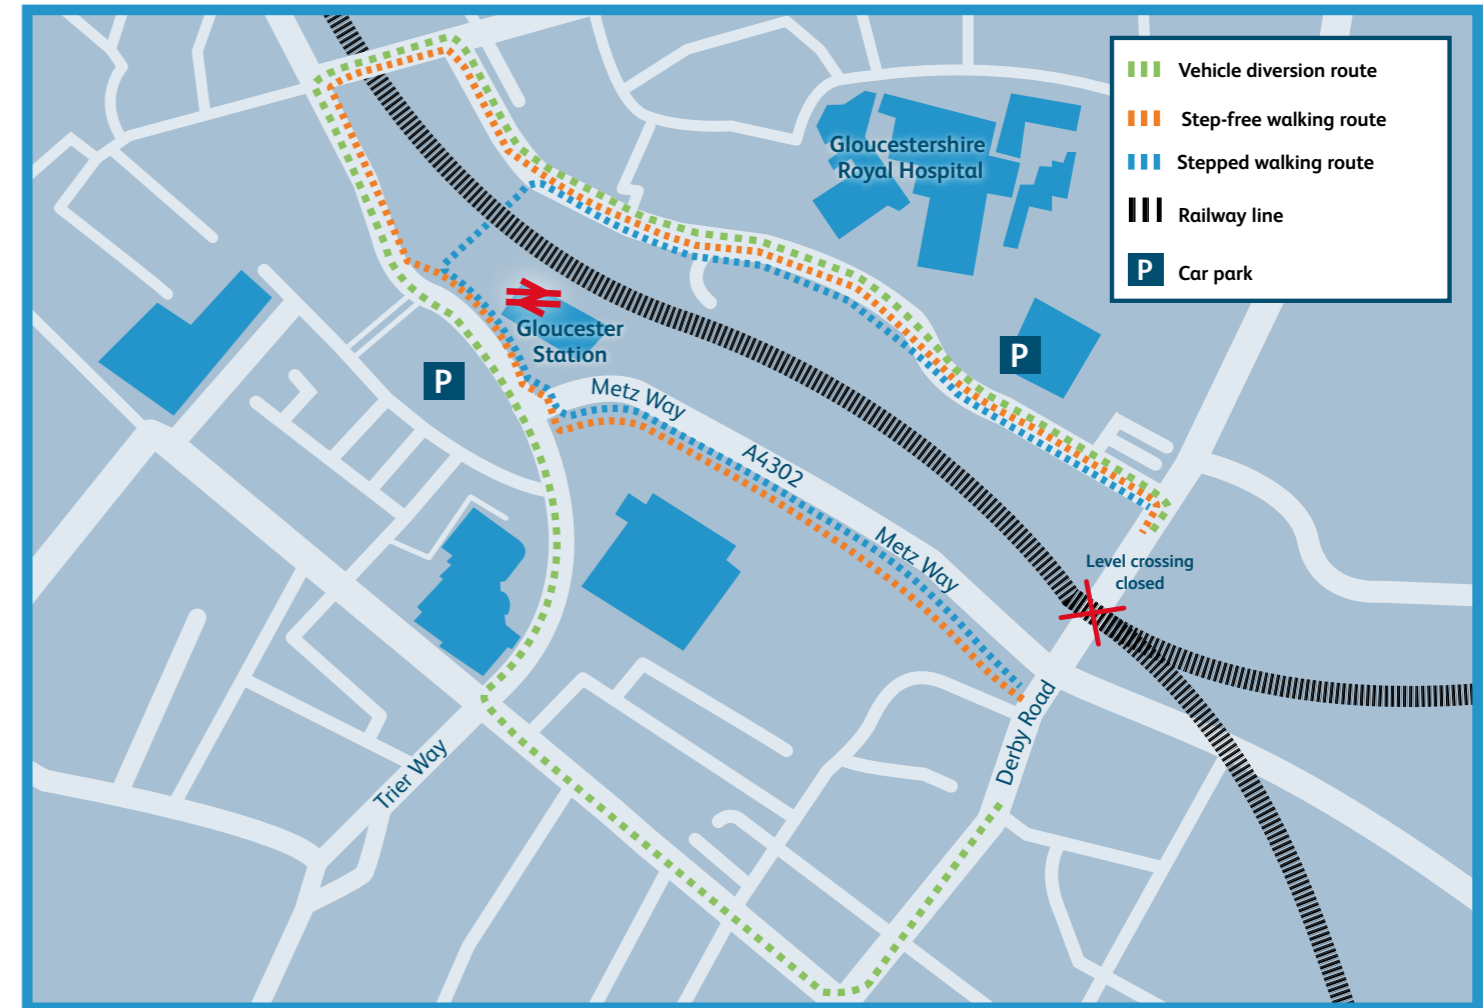 Vehicle diversion route
Step-free walking route
Stepped walking route
Railway line
P
Car park
Gloucestershire
Royal Hospital
Gloucester
Station
P
P
Metz Way
A4302
Metz Way
Level crossing
closed
Derby Road
Trier Way